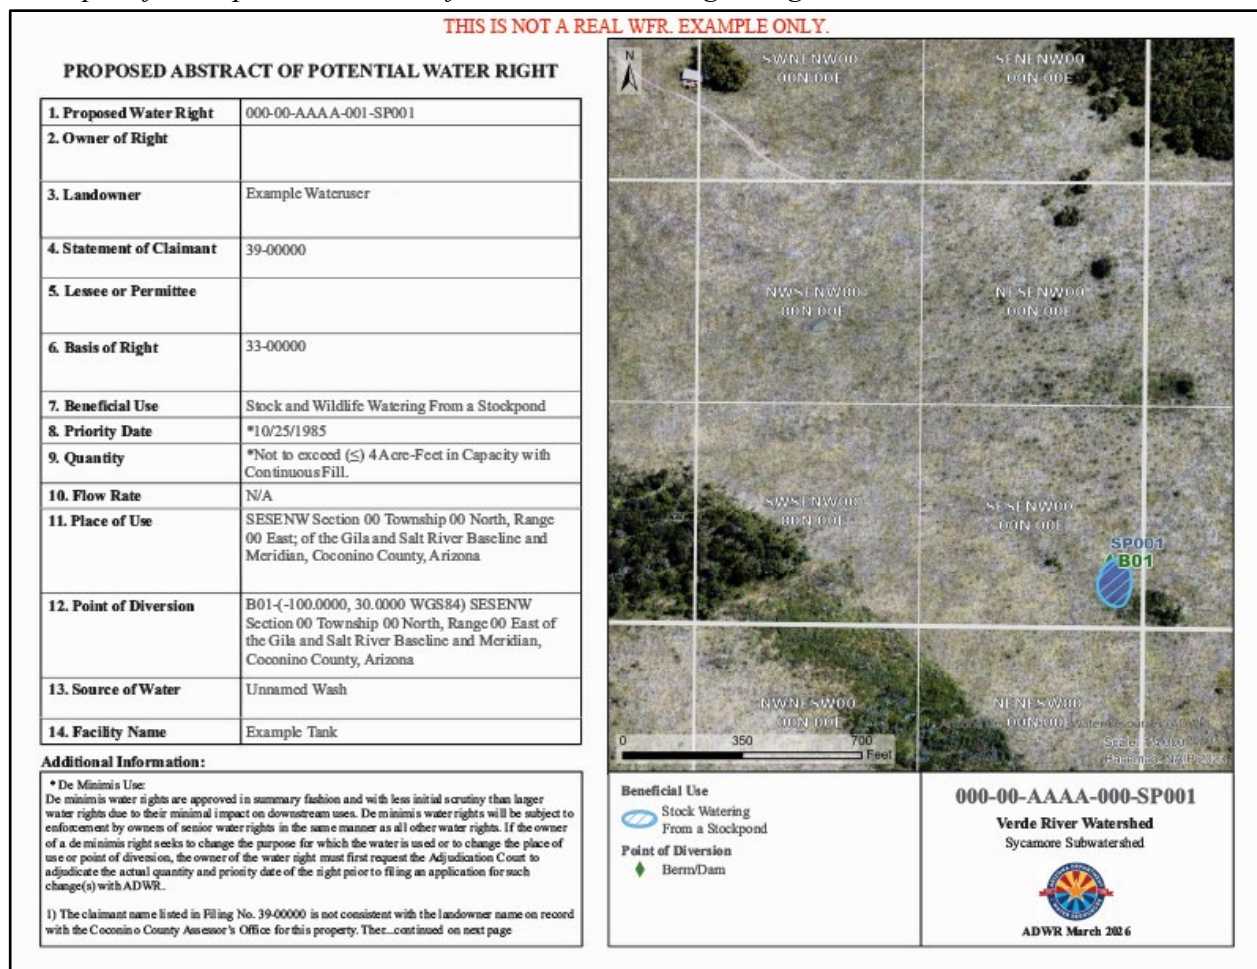 THIS IS NOT A REAL WFR. EXAMPLE ONLY.
PROPOSED ABSTRACT OF POTENTIAL WATER RIGHT
1. Proposed Water Right 000-00-AAAA-001-SP001
2. Owner of Right
3. Landowner Example Wateruser
4. Statement of Claimant 39-00000
5. Lessee or Permittee
6. Basis of Right 33-00000
7. Beneficial Use Stock and Wildlife Watering From a Stockpond
8. Priority Date *10/25/1985
9. Quantity *Not to exceed (≤) 4 Acre-Feet in Capacity with
Continuous Fill.
10. Flow Rate N/A
11. Place of Use SESENW Section 00 Township 00 North, Range
00 East; of the Gila and Salt River Baseline and
Meridian, Coconino County, Arizona
12. Point of Diversion B01-(-100.0000, 30.0000 WGS84) SESENW
Section 00 Township 00 North, Range 00 East of
the Gila and Salt River Baseline and Meridian,
Coconino County, Arizona
13. Source of Water Unnamed Wash
14. Facility Name Example Tank
Additional Information:
* De Minimis Use:
De minimis water rights are approved in summary fashion and with less initial scrutiny than larger
water rights due to their minimal impact on downstream uses. De minimis water rights will be subject to
enforcement by owners of senior water rights in the same manner as all other water rights. If the owner
of a de minimis right seeks to change the purpose for which the water is used or to change the place of
use or point of diversion, the owner of the water right must first request the Adjudication Court to
adjudicate the actual quantity and priority date of the right prior to filing an application for such
change(s) with ADWR.
1) The claimant name listed in Filing No. 39-00000 is not consistent with the landowner name on record
with the Coconino County Assessor's Office for this property. Ther...continued on next page
N
SWNENW00
00N 00E
SENENW00
00N 00E
NWSENW00
00N 00E
NESENW00
00N 00E
SWSENW00
00N 00E
SESENW00
00N 00E
SP001
B01
NWNESW00
00N 00E
NENESW00
00N 00E
0 350 700
Feet
Beneficial Use
Stock Watering
From a Stockpond
Point of Diversion
Berm/Dam
000-00-AAAA-000-SP001
Verde River Watershed
Sycamore Subwatershed
ADWR March 2026